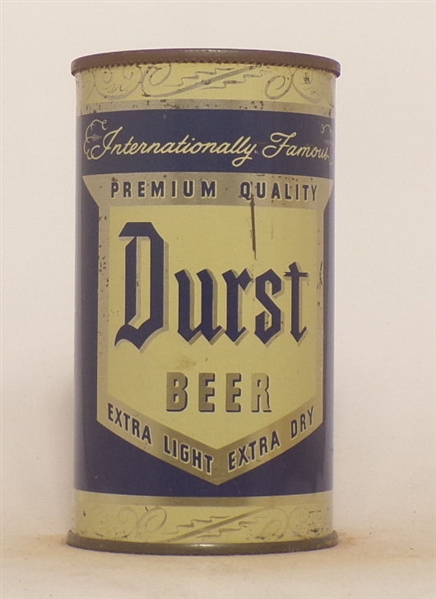 Internationally Famous
PREMIUM QUALITY
Durst
BEER
EXTRA LIGHT EXTRA DRY